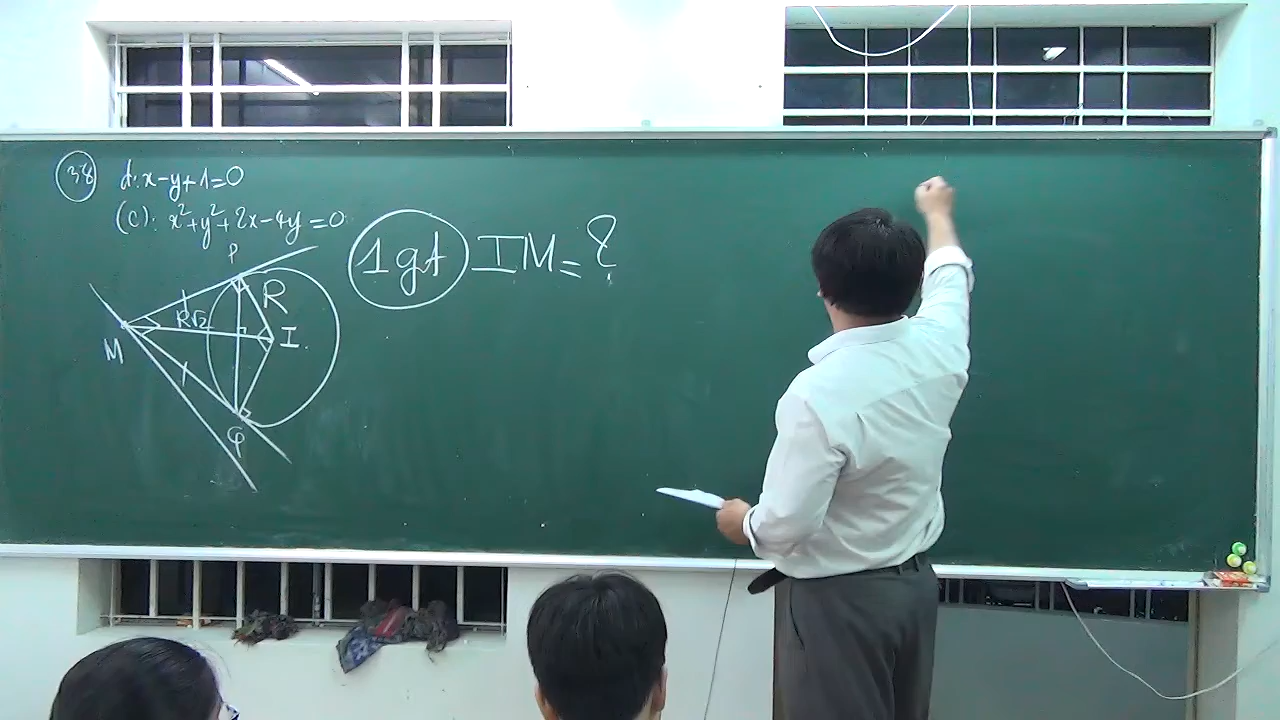 38 d: x-y+1=0
(C): x²+y²+2x-4y=0
1gt IM=?
P
R
R√2
I
M
Q